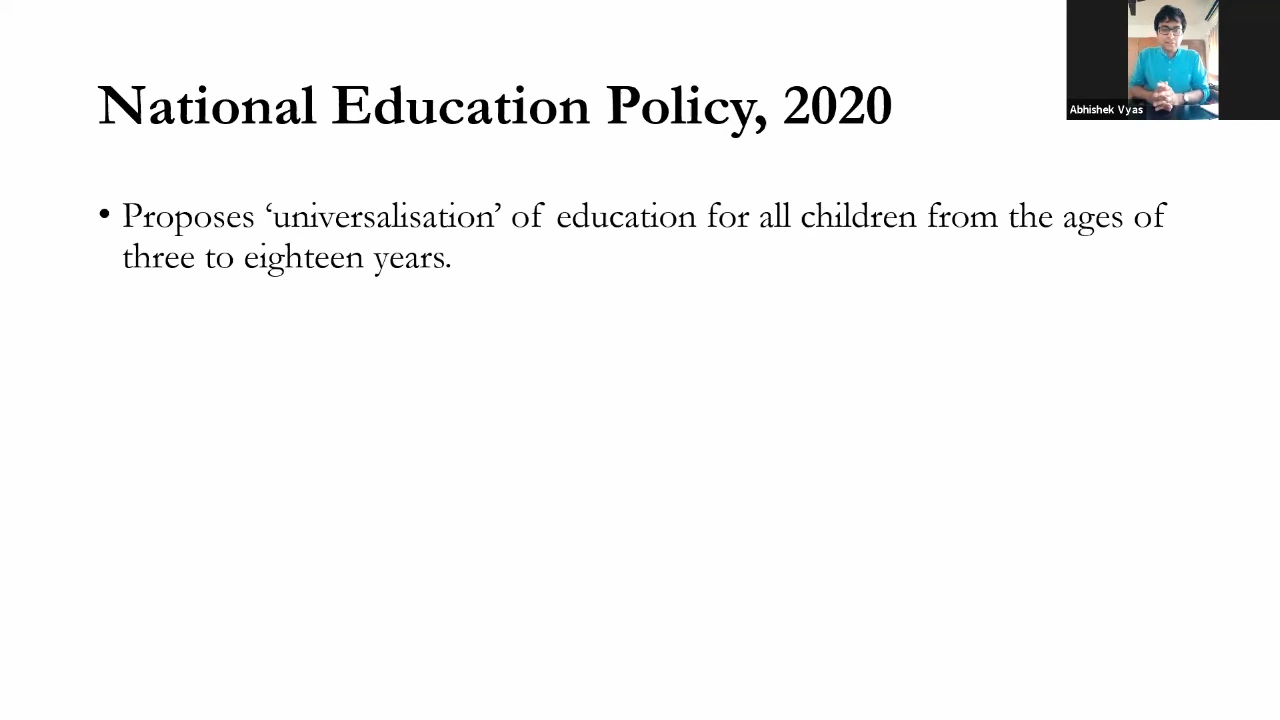 National Education Policy, 2020
Abhishek Vyas
• Proposes ‘universalisation’ of education for all children from the ages of
three to eighteen years.